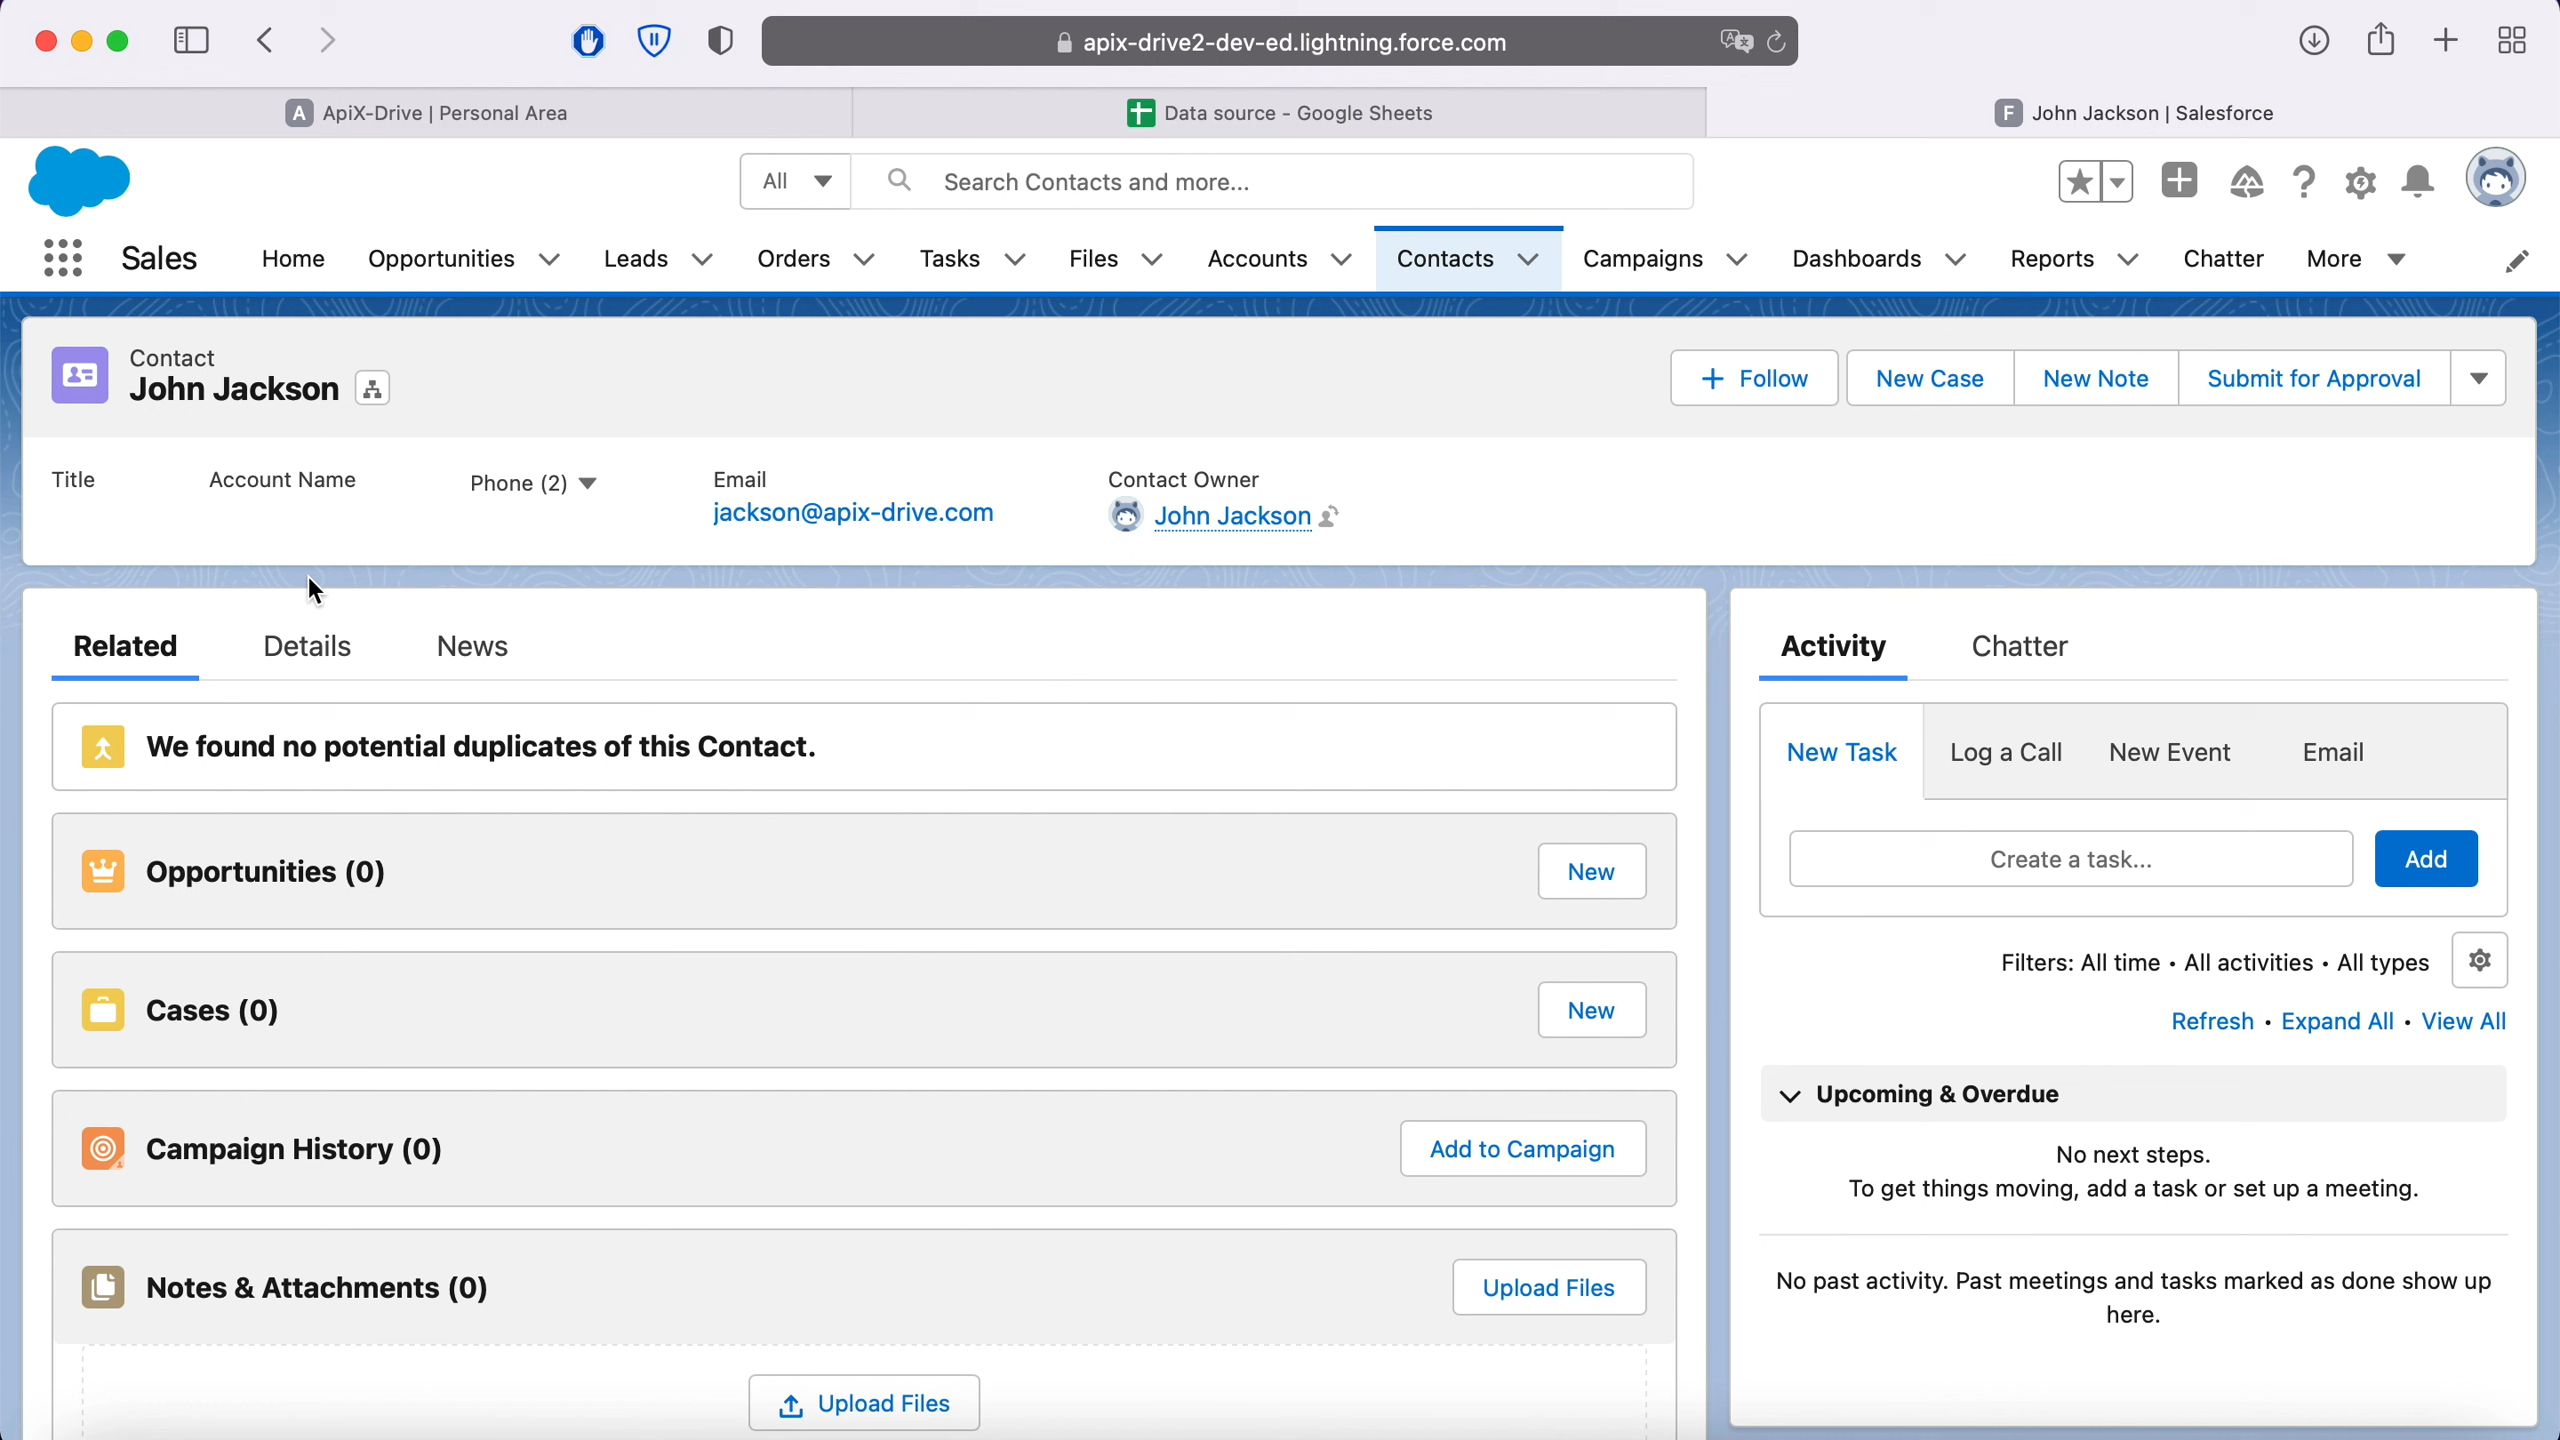 apix-drive2-dev-ed.lightning.force.com
A ApiX-Drive | Personal Area
Data source - Google Sheets
F John Jackson | Salesforce
All
Search Contacts and more...
Sales
Home
Opportunities
Leads
Orders
Tasks
Files
Accounts
Contacts
Campaigns
Dashboards
Reports
Chatter
More
Contact
John Jackson
Follow
New Case
New Note
Submit for Approval
Title
Account Name
Phone (2)
Email
jackson@apix-drive.com
Contact Owner
John Jackson
Related
Details
News
We found no potential duplicates of this Contact.
Opportunities (0)
New
Cases (0)
New
Campaign History (0)
Add to Campaign
Notes & Attachments (0)
Upload Files
Upload Files
Activity
Chatter
New Task
Log a Call
New Event
Email
Create a task...
Add
Filters: All time • All activities • All types
Refresh • Expand All • View All
Upcoming & Overdue
No next steps.
To get things moving, add a task or set up a meeting.
No past activity. Past meetings and tasks marked as done show up
here.